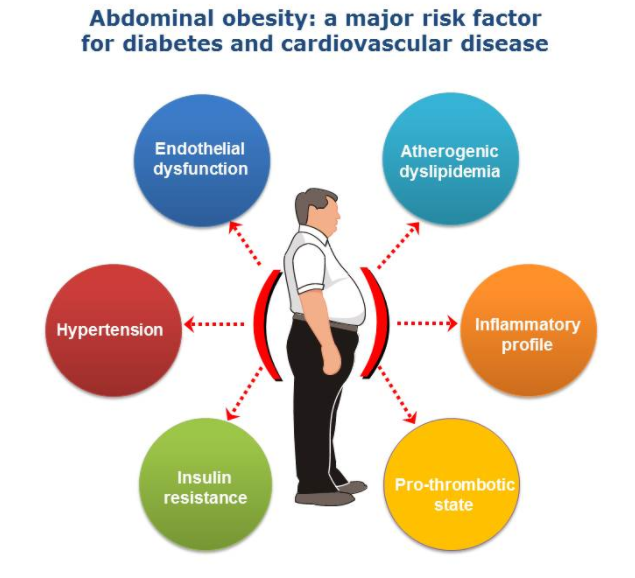 Abdominal obesity: a major risk factor
for diabetes and cardiovascular disease
Endothelial
dysfunction
Atherogenic
dyslipidemia
Hypertension
Inflammatory
profile
Insulin
resistance
Pro-thrombotic
state